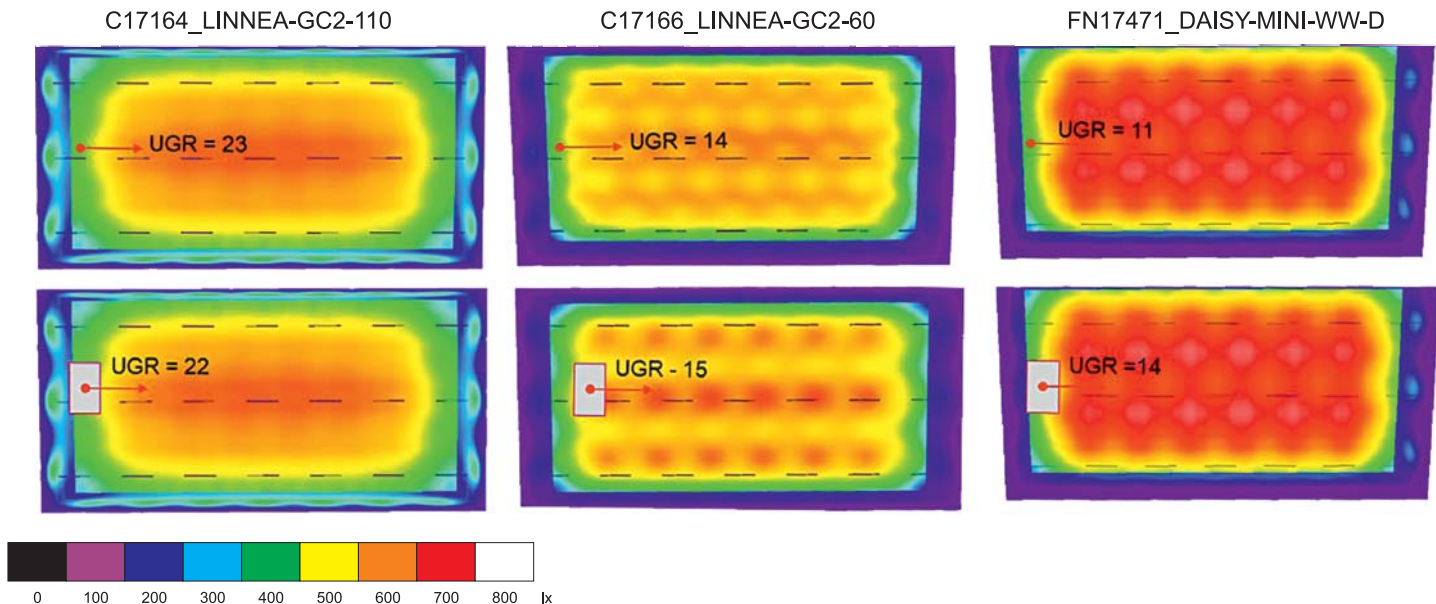 C17164_LINNEA-GC2-110 C17166_LINNEA-GC2-60 FN17471_DAISY-MINI-WW-D
UGR = 23 UGR = 14 UGR = 11
UGR = 22 UGR - 15 UGR =14
0 100 200 300 400 500 600 700 800 lx